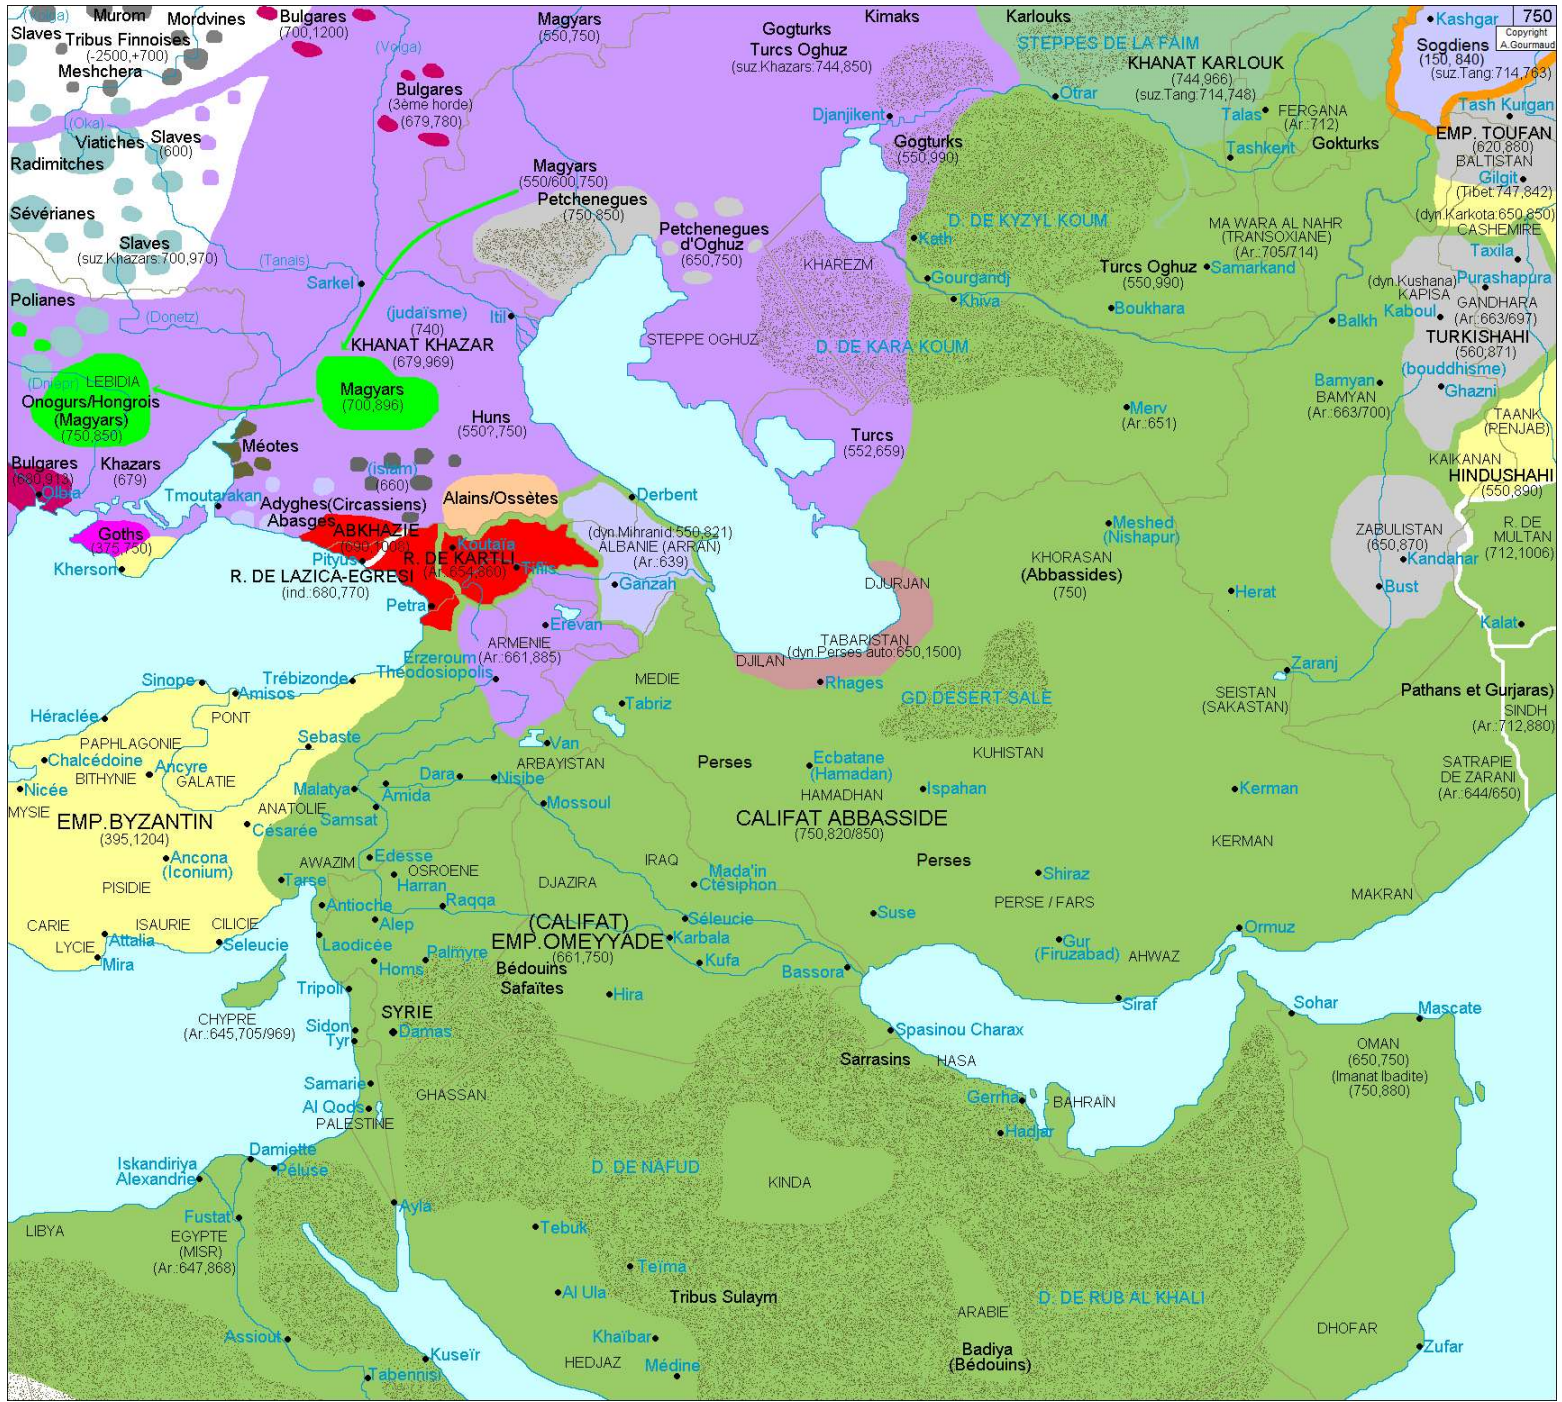 (Volga)
Murom
Mordvines
Bulgares
(700,1200)
Magyars
(550,750)
Kimaks
Karlouks
Kashgar
750
Copyright
A.Gourmaud
Slaves
Tribus Finnoises
(-2500,+700)
Meshchera
(Volga)
Gogturks
Turcs Oghuz
(suz.Khazars:744,850)
STEPPES DE LA FAIM
KHANAT KARLOUK
(744,966)
(suz.Tang:714,748)
Sogdiens
(150, 840)
(suz.Tang:714,763)
Bulgares
(3ème horde)
(679,780)
Djanjikent
Otrar
Talas
FERGANA
(Ar.:712)
Tash Kurgan
(Oka)
Viatiches
Slaves
(600)
Radimitches
Gogturks
(550,990)
Tashkent
Gokturks
EMP. TOUFAN
(620,880)
BALTISTAN
Gilgit
(Tibet:747,842)
Magyars
(550/600,750)
Petchenegues
(750,850)
Petchenegues
d'Oghuz
(650,750)
Sévérianes
Slaves
(suz.Khazars:700,970)
D. DE KYZYL KOUM
Kath
MA WARA AL NAHR
(TRANSOXIANE)
(Ar.:705/714)
(dyn.Karkota:650,850)
CASHEMIRE
Taxila
(Tanais)
Sarkel
KHAREZM
Gourgandj
Khiva
Turcs Oghuz
(550,990)
Samarkand
Boukhara
Balkh
(dyn.Kushana)
KAPISA
Purashapura
GANDHARA
(Ar.:663/697)
Kaboul
TURKISHAHI
(560,871)
(bouddhisme)
Ghazni
Polianes
(Donetz)
(judaïsme)
(740)
Itil
KHANAT KHAZAR
(679,969)
STEPPE OGHUZ
D. DE KARA KOUM
(Dniepr)
LEBIDIA
Onogurs/Hongrois
(Magyars)
(750,850)
Magyars
(700,896)
Huns
(550?,750)
Turcs
(552,659)
Merv
(Ar.:651)
Bamyan
BAMYAN
(Ar.:663/700)
TAANK
(RENJAB)
KAIKANAN
HINDUSHAHI
(550,890)
Méotes
Bulgares
(680,913)
Olbia
Khazars
(679)
(islam)
(660)
Tmoutarakan
Adyghes(Circassiens)
Abasges
Alains/Ossètes
Derbent
Goths
(375,750)
Kherson
ABKHAZIE
(690,1008)
Pityus
Koutaïa
R. DE KARTLI
(Ar.:654,860)
Tiflis
R. DE LAZICA-EGRESI
(ind.:680,770)
Petra
(dyn.Mihranid:550,821)
ALBANIE (ARRAN)
(Ar.:639)
Ganzah
Meshed
(Nishapur)
KHORASAN
(Abbassides)
(750)
Herat
ZABULISTAN
(650,870)
Kandahar
Bust
R. DE
MULTAN
(712,1006)
Kalat
DJURJAN
TABARISTAN
(dyn.Perses auto:650,1500)
DJILAN
Rhages
Erevan
ARMENIE
(Ar.:661,885)
Erzeroum
Théodosiopolis
MEDIE
Tabriz
GD DESERT SALE
Zaranj
SEISTAN
(SAKASTAN)
Pathans et Gurjaras)
SINDH
(Ar.:712,880)
Sinope
Amisos
Trébizonde
Héraclée
PONT
PAPHLAGONIE
Chalcédoine
BITHYNIE
Ancyre
GALATIE
Sebaste
Nicée
MYSIE
ANATOLIE
EMP.BYZANTIN
(395,1204)
Césarée
Ancona
(Iconium)
PISIDIE
CARIE
LYCIE
Attalia
Mira
ISAURIE
CILICIE
Seleucie
Malatya
Amida
Samsat
Dara
Nisibe
Van
ARBAYISTAN
Mossoul
Perses
Ecbatane
(Hamadan)
HAMADHAN
Ispahan
KUHISTAN
Kerman
SATRAPIE
DE ZARANI
(Ar.:644/650)
CALIFAT ABBASSIDE
(750,820/850)
KERMAN
AWAZIM
Edesse
Harran
OSROENE
Tarse
Antioche
Alep
Raqqa
DJAZIRA
IRAQ
Mada'in
Ctésiphon
Perses
Shiraz
PERSE / FARS
MAKRAN
Laodicée
Homs
Palmyre
(CALIFAT)
EMP.OMEYYADE
(661,750)
Séleucie
Karbala
Kufa
Suse
Gur
(Firuzabad)
AHWAZ
Ormuz
Bédouins
Safaïtes
Hira
Bassora
Siraf
Tripoli
SYRIE
Damas
CHYPRE
(Ar.:645,705/969)
Sidon
Tyr
Spasinou Charax
Sohar
Mascate
Sarrasins
HASA
OMAN
(650,750)
(Imanat Ibadite)
(750,880)
Samarie
GHASSAN
Al Qods
PALESTINE
Gerrha
BAHRAÏN
Hadjar
Damiette
Péluse
Iskandiriya
Alexandrie
D. DE NAFUD
KINDA
Ayla
Tebuk
Fustat
LIBYA
EGYPTE
(MISR)
(Ar.:647,868)
Teïma
Al Ula
Tribus Sulaym
ARABIE
D. DE RUB AL KHALI
DHOFAR
Zufar
Assiout
Khaïbar
Badiya
(Bédouins)
Kuseïr
HEDJAZ
Médine
Tabennisi